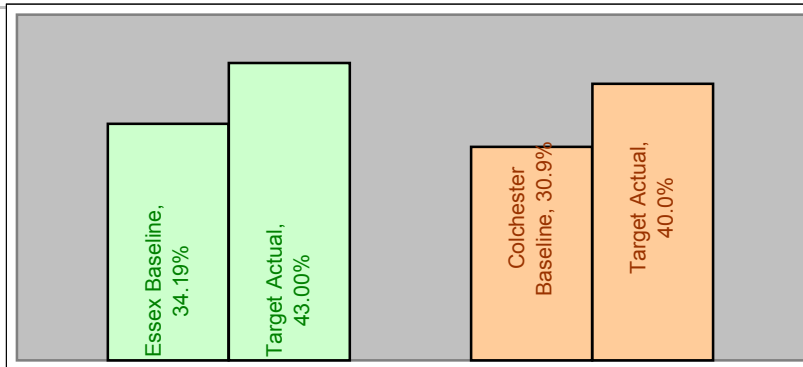 Essex Baseline,
34.19%
Target Actual,
43.00%
Colchester
Baseline, 30.9%
Target Actual,
40.0%